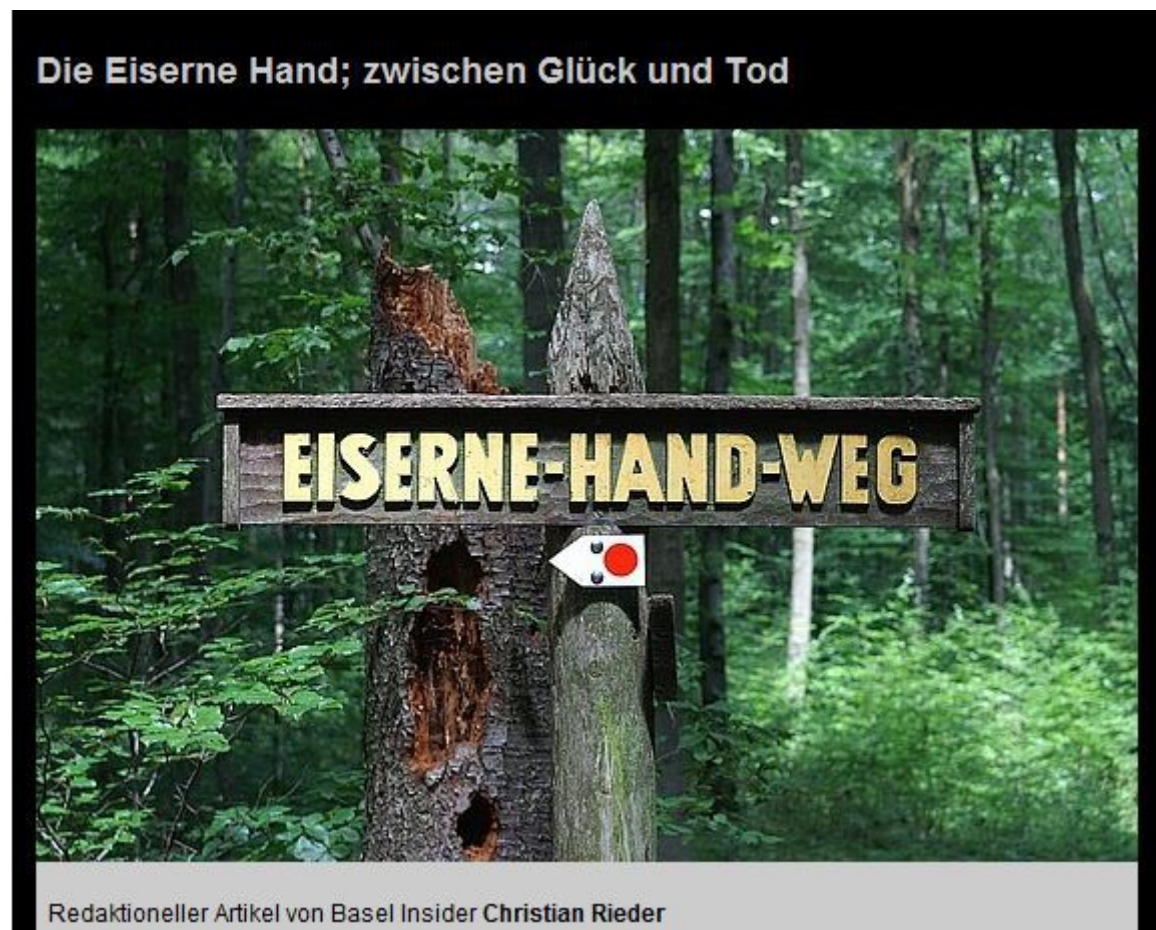 Die Eiserne Hand; zwischen Glück und Tod
EISERNE-HAND-WEG
Redaktioneller Artikel von Basel Insider Christian Rieder